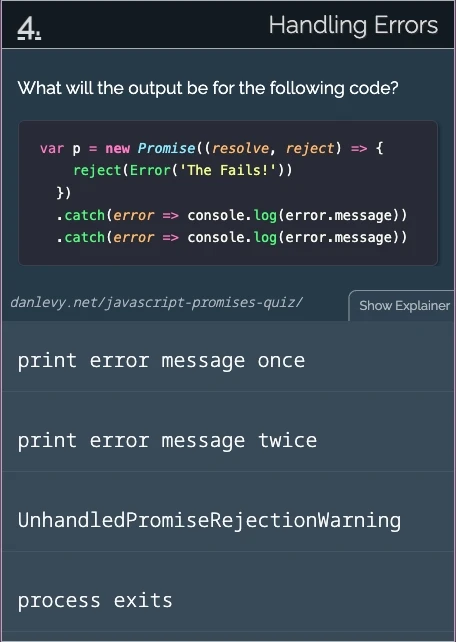 4.
Handling Errors
What will the output be for the following code?
var p = new Promise((resolve, reject) => {
reject(Error('The Fails!'))
})
.catch(error => console.log(error.message))
.catch(error => console.log(error.message))
danlevy.net/javascript-promises-quiz/
Show Explainer
print error message once
print error message twice
UnhandledPromiseRejectionWarning
process exits